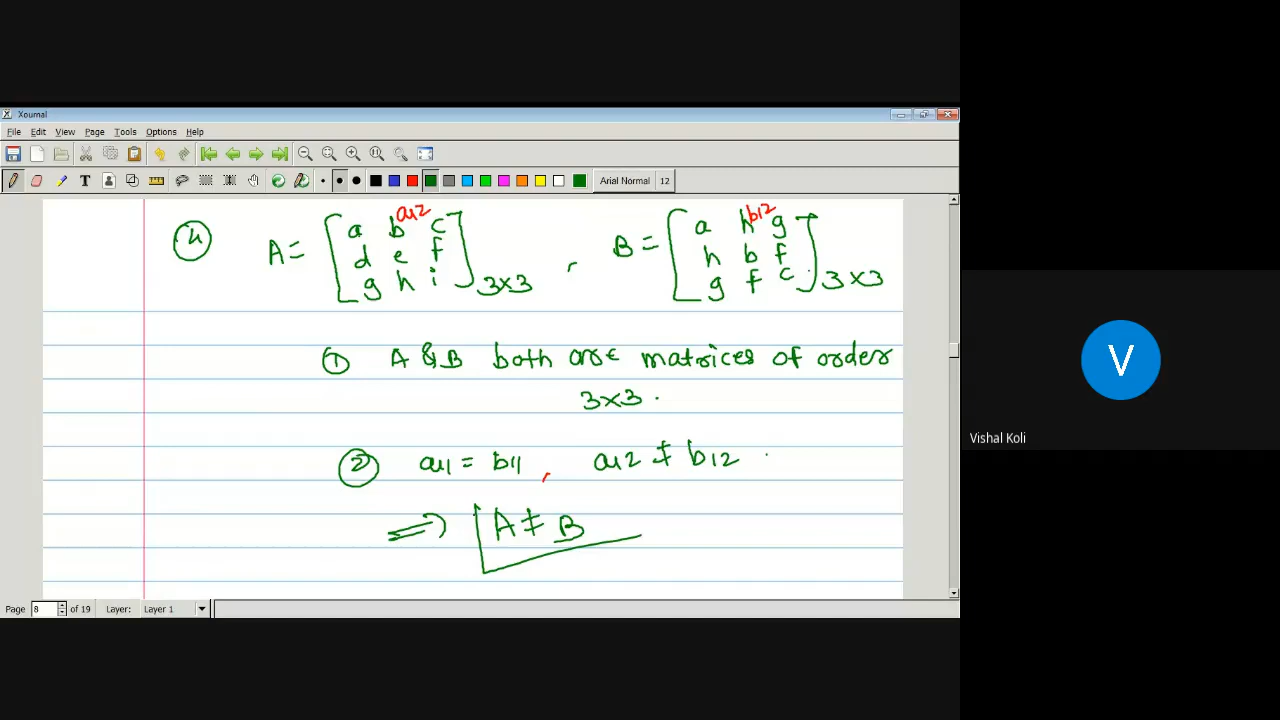 Xournal
File Edit View Page Tools Options Help
Arial Normal 12
4 A = [ a b c d e f g h i ] 3×3 , B = [ a h g h b f g f c ] 3×3
a12 b12
① A & B both are matrices of order
3×3 .
② a11 = b11 , a12 ≠ b12
⇒ A ≠ B
Page 8 of 19 Layer: Layer 1
V
Vishal Koli